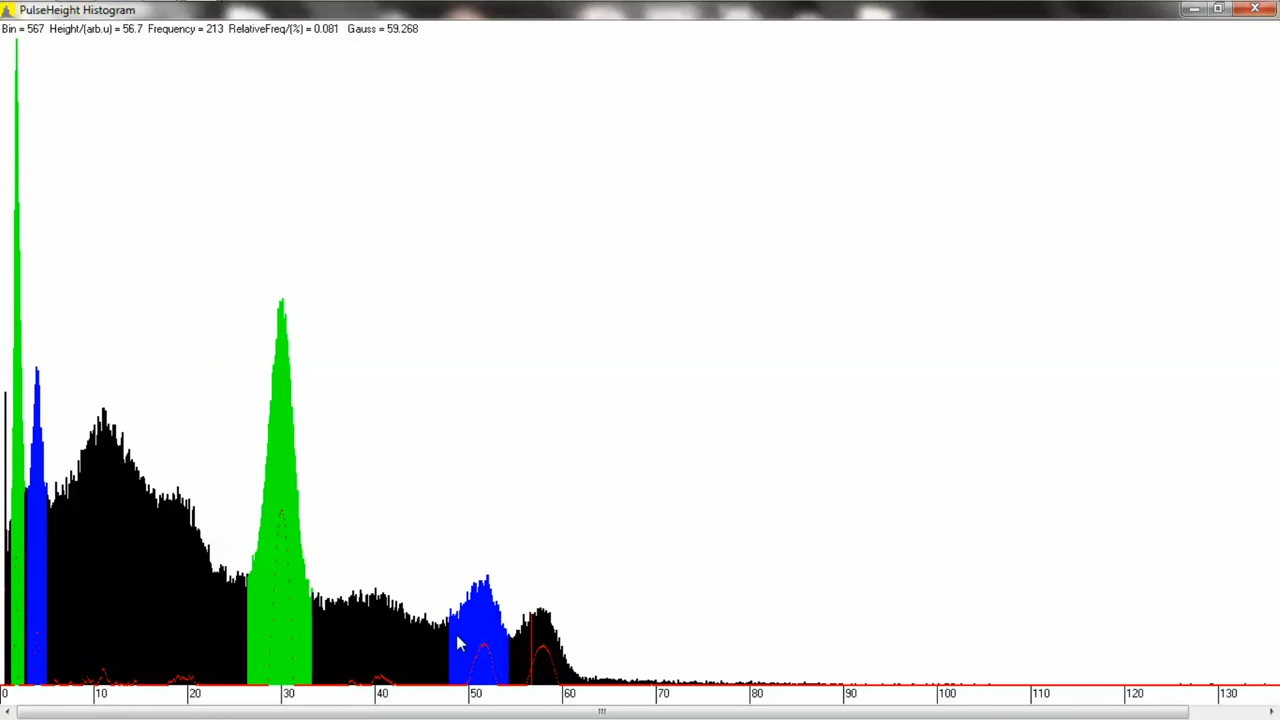 PulseHeight Histogram
Bin = 567 Height/(arb.u) = 56.7 Frequency = 213 RelativeFreq/(%) = 0.081 Gauss = 59.268
0 10 20 30 40 50 60 70 80 90 100 110 120 130